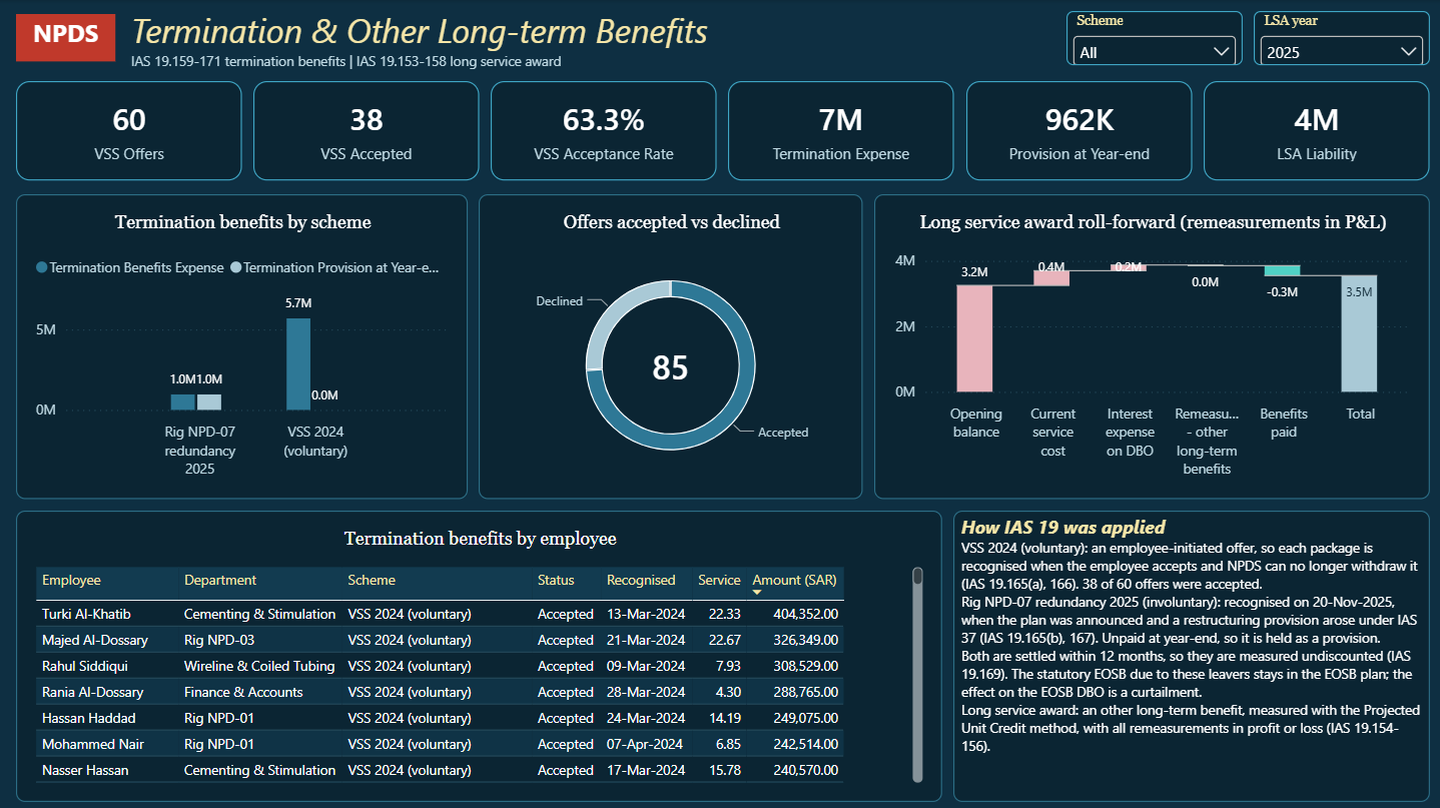 NPDS
Termination & Other Long-term Benefits
IAS 19.159-171 termination benefits | IAS 19.153-158 long service award
Scheme
All
LSA year
2025
60
VSS Offers
38
VSS Accepted
63.3%
VSS Acceptance Rate
7M
Termination Expense
962K
Provision at Year-end
4M
LSA Liability
Termination benefits by scheme
Termination Benefits Expense Termination Provision at Year-e...
5M
0M
1.0M 1.0M
5.7M
0.0M
Rig NPD-07
redundancy
2025
VSS 2024
(voluntary)
Offers accepted vs declined
Declined
85
Accepted
Long service award roll-forward (remeasurements in P&L)
4M
2M
0M
3.2M
0.4M
0.2M
0.0M
-0.3M
3.5M
Opening
balance
Current
service
cost
Interest
expense
on DBO
Remeasu...
- other
long-term
benefits
Benefits
paid
Total
Termination benefits by employee
Employee Department Scheme Status Recognised Service Amount (SAR)
Turki Al-Khatib Cementing & Stimulation VSS 2024 (voluntary) Accepted 13-Mar-2024 22.33 404,352.00
Majed Al-Dossary Rig NPD-03 VSS 2024 (voluntary) Accepted 21-Mar-2024 22.67 326,349.00
Rahul Siddiqui Wireline & Coiled Tubing VSS 2024 (voluntary) Accepted 09-Mar-2024 7.93 308,529.00
Rania Al-Dossary Finance & Accounts VSS 2024 (voluntary) Accepted 28-Mar-2024 4.30 288,765.00
Hassan Haddad Rig NPD-01 VSS 2024 (voluntary) Accepted 24-Mar-2024 14.19 249,075.00
Mohammed Nair Rig NPD-01 VSS 2024 (voluntary) Accepted 07-Apr-2024 6.85 242,514.00
Nasser Hassan Cementing & Stimulation VSS 2024 (voluntary) Accepted 17-Mar-2024 15.78 240,570.00
How IAS 19 was applied
VSS 2024 (voluntary): an employee-initiated offer, so each package is
recognised when the employee accepts and NPDS can no longer withdraw it
(IAS 19.165(a), 166). 38 of 60 offers were accepted.
Rig NPD-07 redundancy 2025 (involuntary): recognised on 20-Nov-2025,
when the plan was announced and a restructuring provision arose under IAS
37 (IAS 19.165(b), 167). Unpaid at year-end, so it is held as a provision.
Both are settled within 12 months, so they are measured undiscounted (IAS
19.169). The statutory EOSB due to these leavers stays in the EOSB plan; the
effect on the EOSB DBO is a curtailment.
Long service award: an other long-term benefit, measured with the Projected
Unit Credit method, with all remeasurements in profit or loss (IAS 19.154-
156).